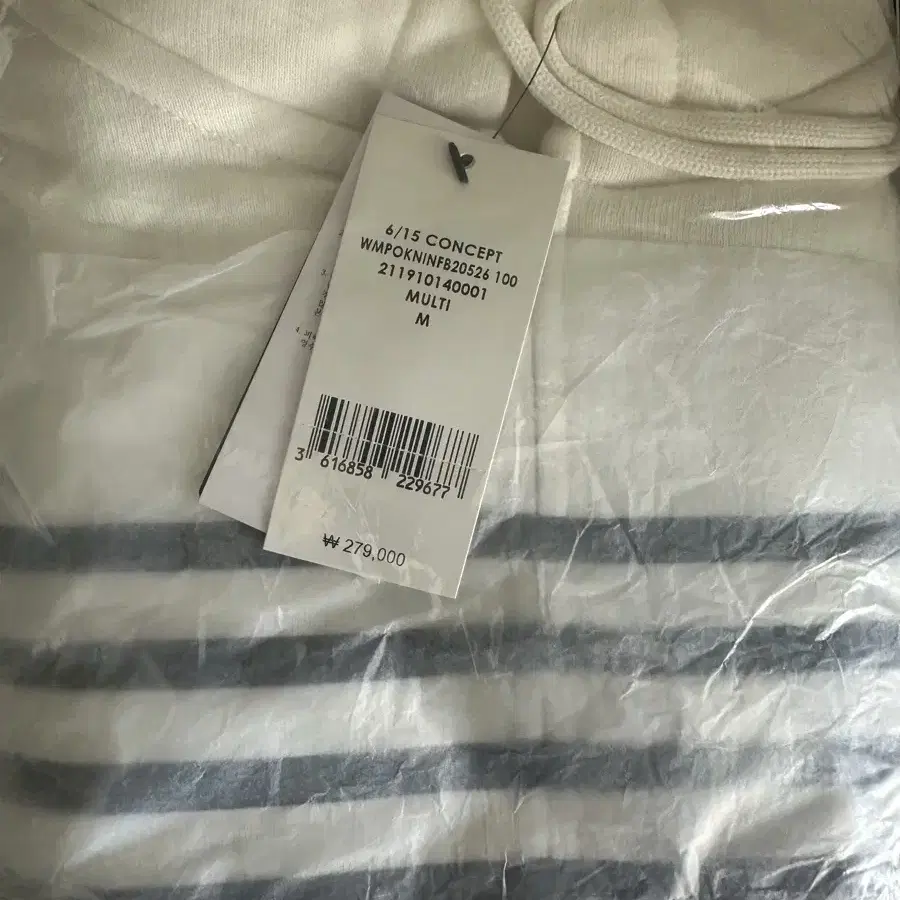 6/15 CONCEPT
WMPOKNINFB20526 100
211910140001
MULTI
M
3 616858 229677
₩ 279,000